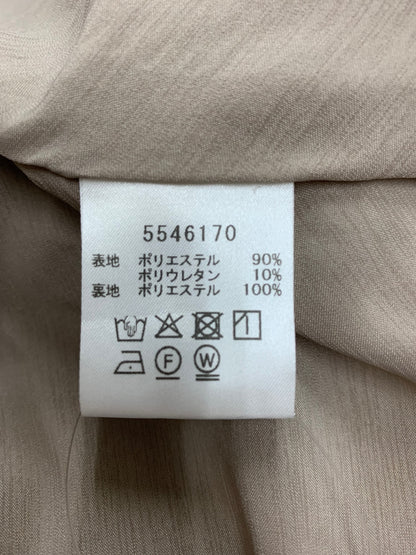 5546170
表地 ポリエステル 90%
ポリウレタン 10%
裏地 ポリエステル 100%
F W